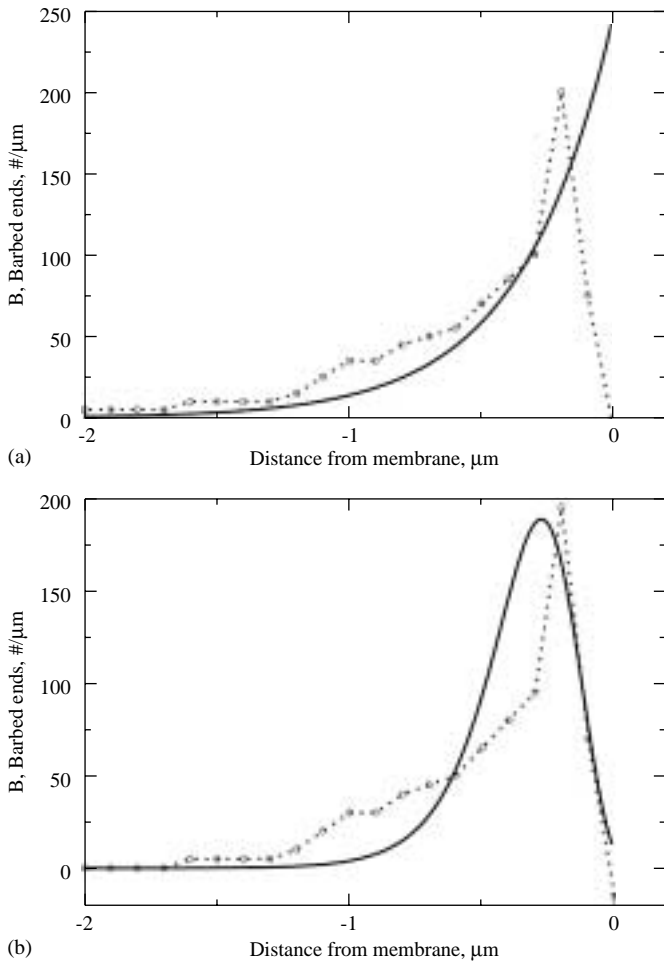 250
200
150
100
50
0
B, Barbed ends, #/μm
-2
-1
0
(a)
Distance from membrane, μm
200
150
100
50
0
B, Barbed ends, #/μm
-2
-1
0
(b)
Distance from membrane, μm